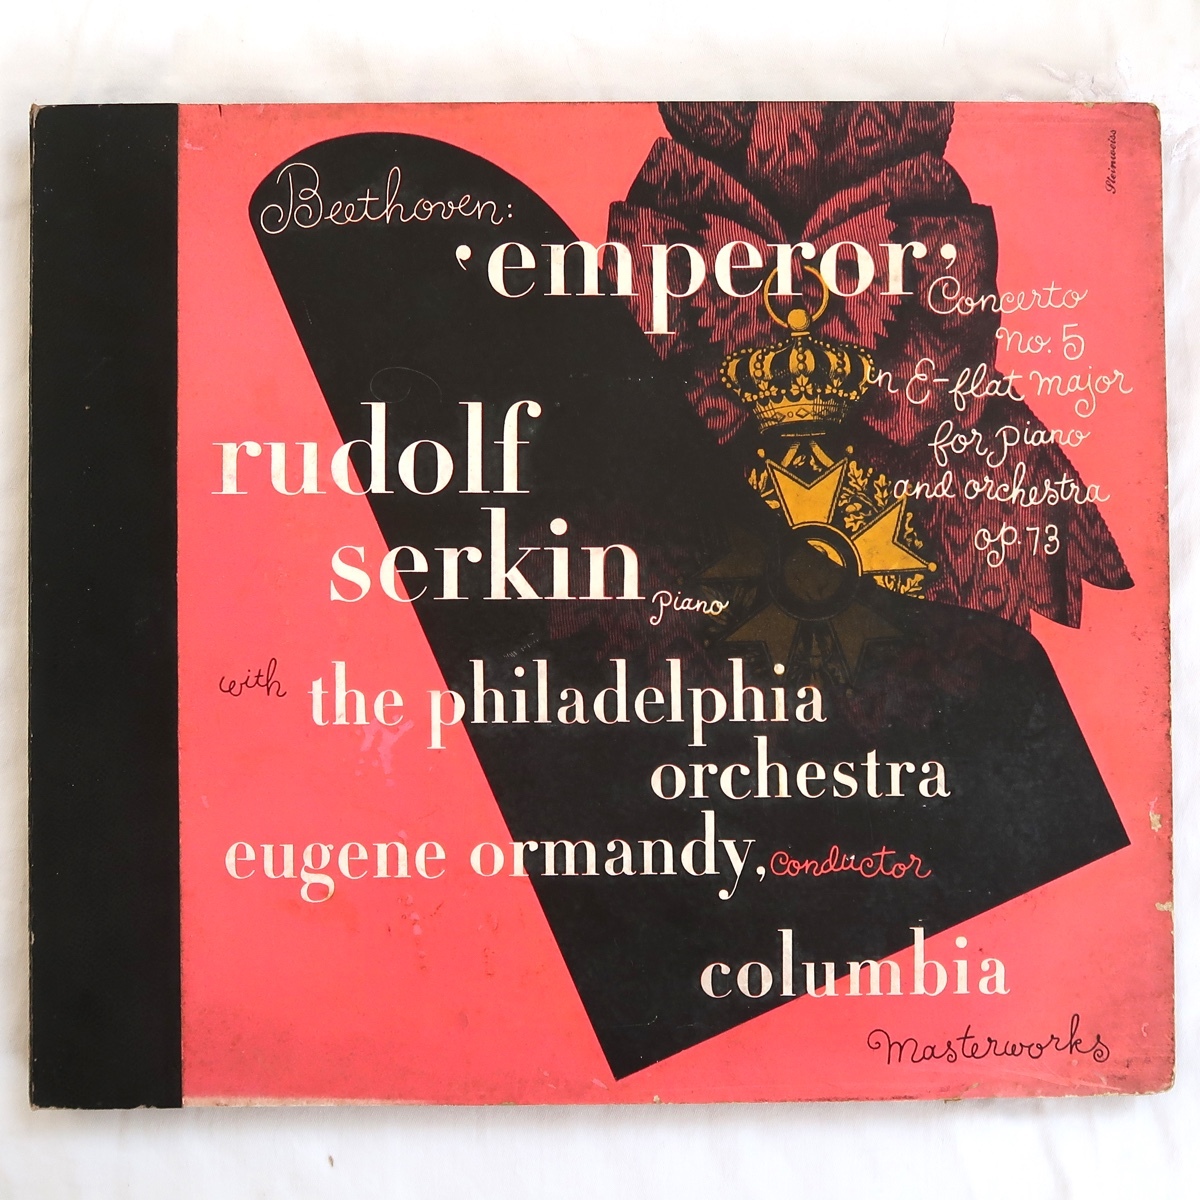 Steinweiss
Beethoven:
'emperor'
Concerto
no. 5
in E-flat major
for piano
and orchestra
op. 73
rudolf
serkin piano
with the philadelphia
orchestra
eugene ormandy, conductor
columbia
Masterworks